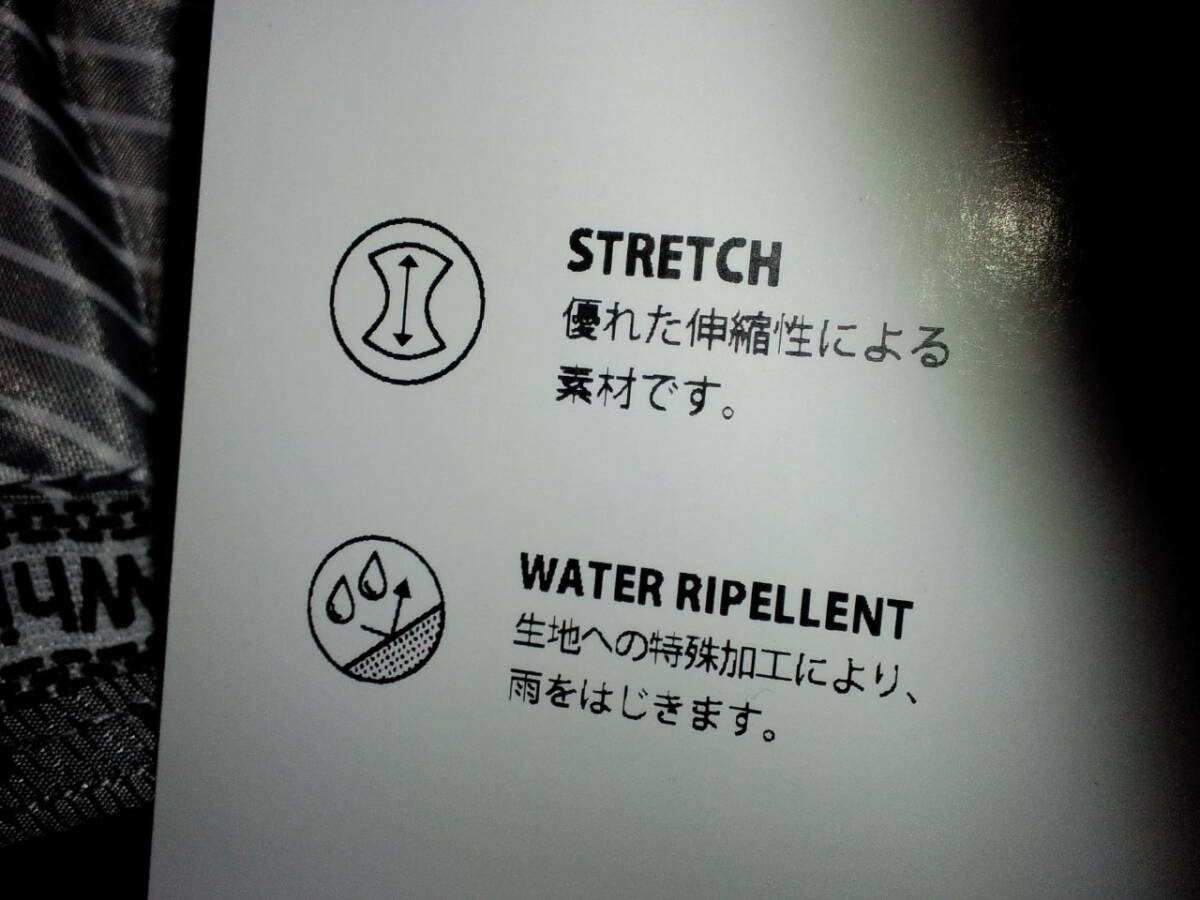 STRETCH
優れた伸縮性による
素材です。
WATER RIPELLENT
生地への特殊加工により、
雨をはじきます。